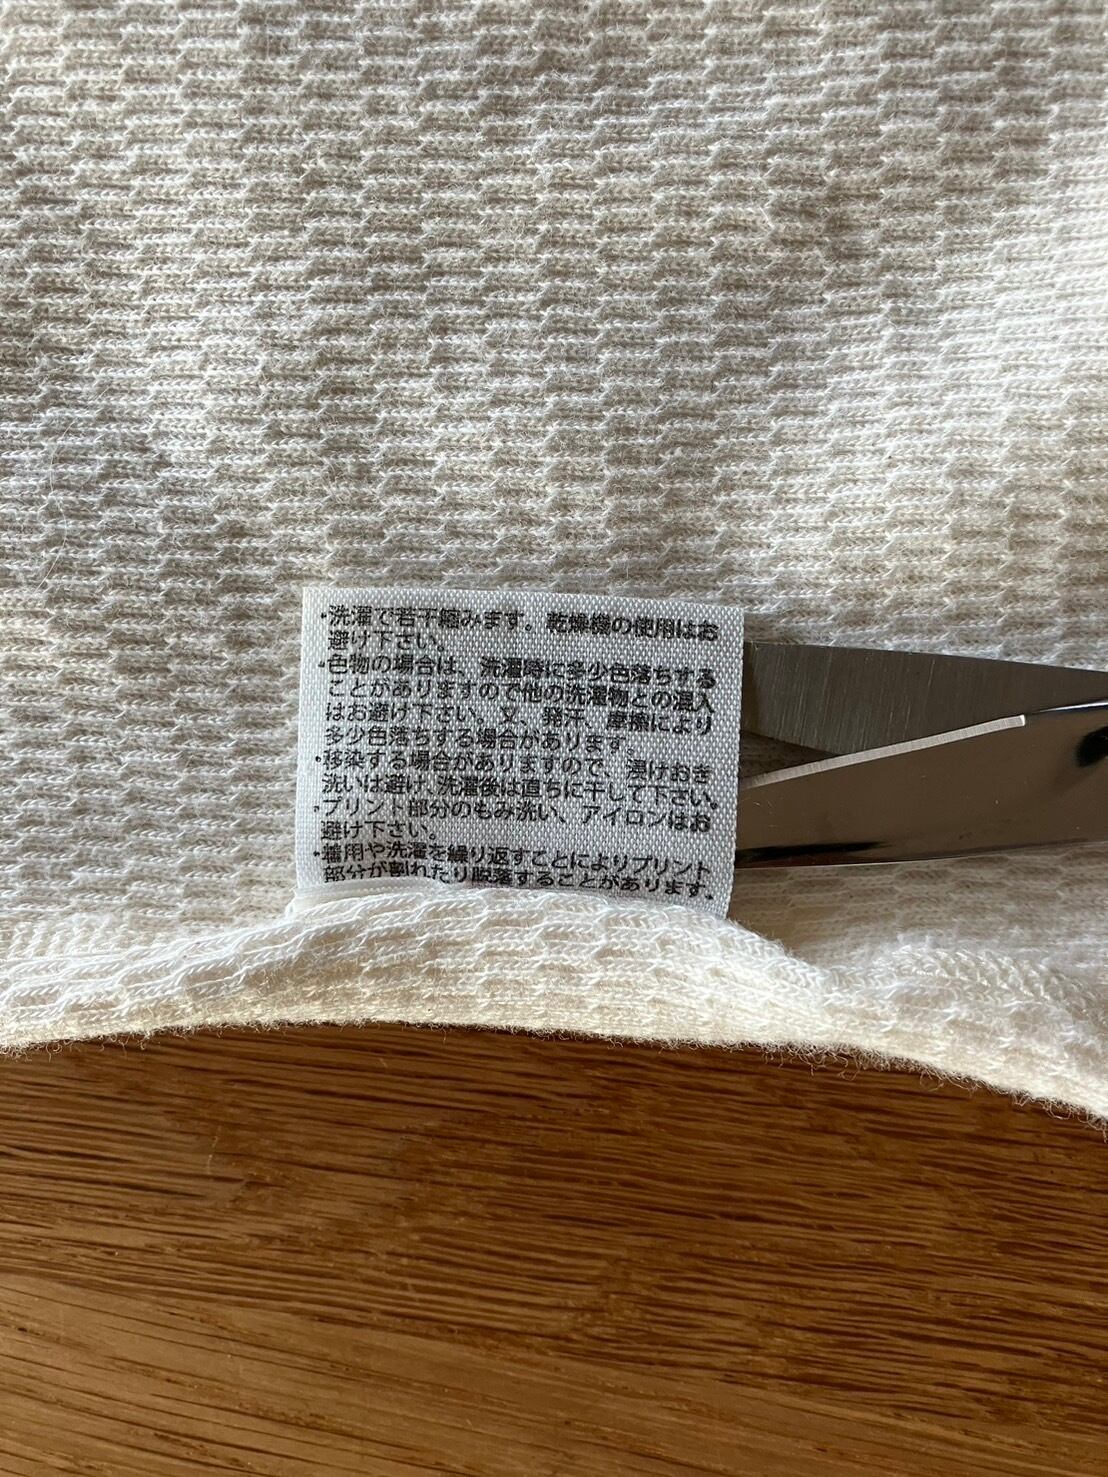 ・洗濯で若干縮みます。乾燥機の使用はお
避け下さい。
・色物の場合は、洗濯時に多少色落ちする
ことがありますので他の洗濯物との混入
はお避け下さい。又、発汗、摩擦により
多少色落ちする場合があります。
・移染する場合がありますので、浸けおき
洗いは避け、洗濯後は直ちに干して下さい。
・プリント部分のもみ洗い、アイロンはお
避け下さい。
・着用や洗濯を繰り返すことによりプリント
部分が割れたり脱落することがあります。